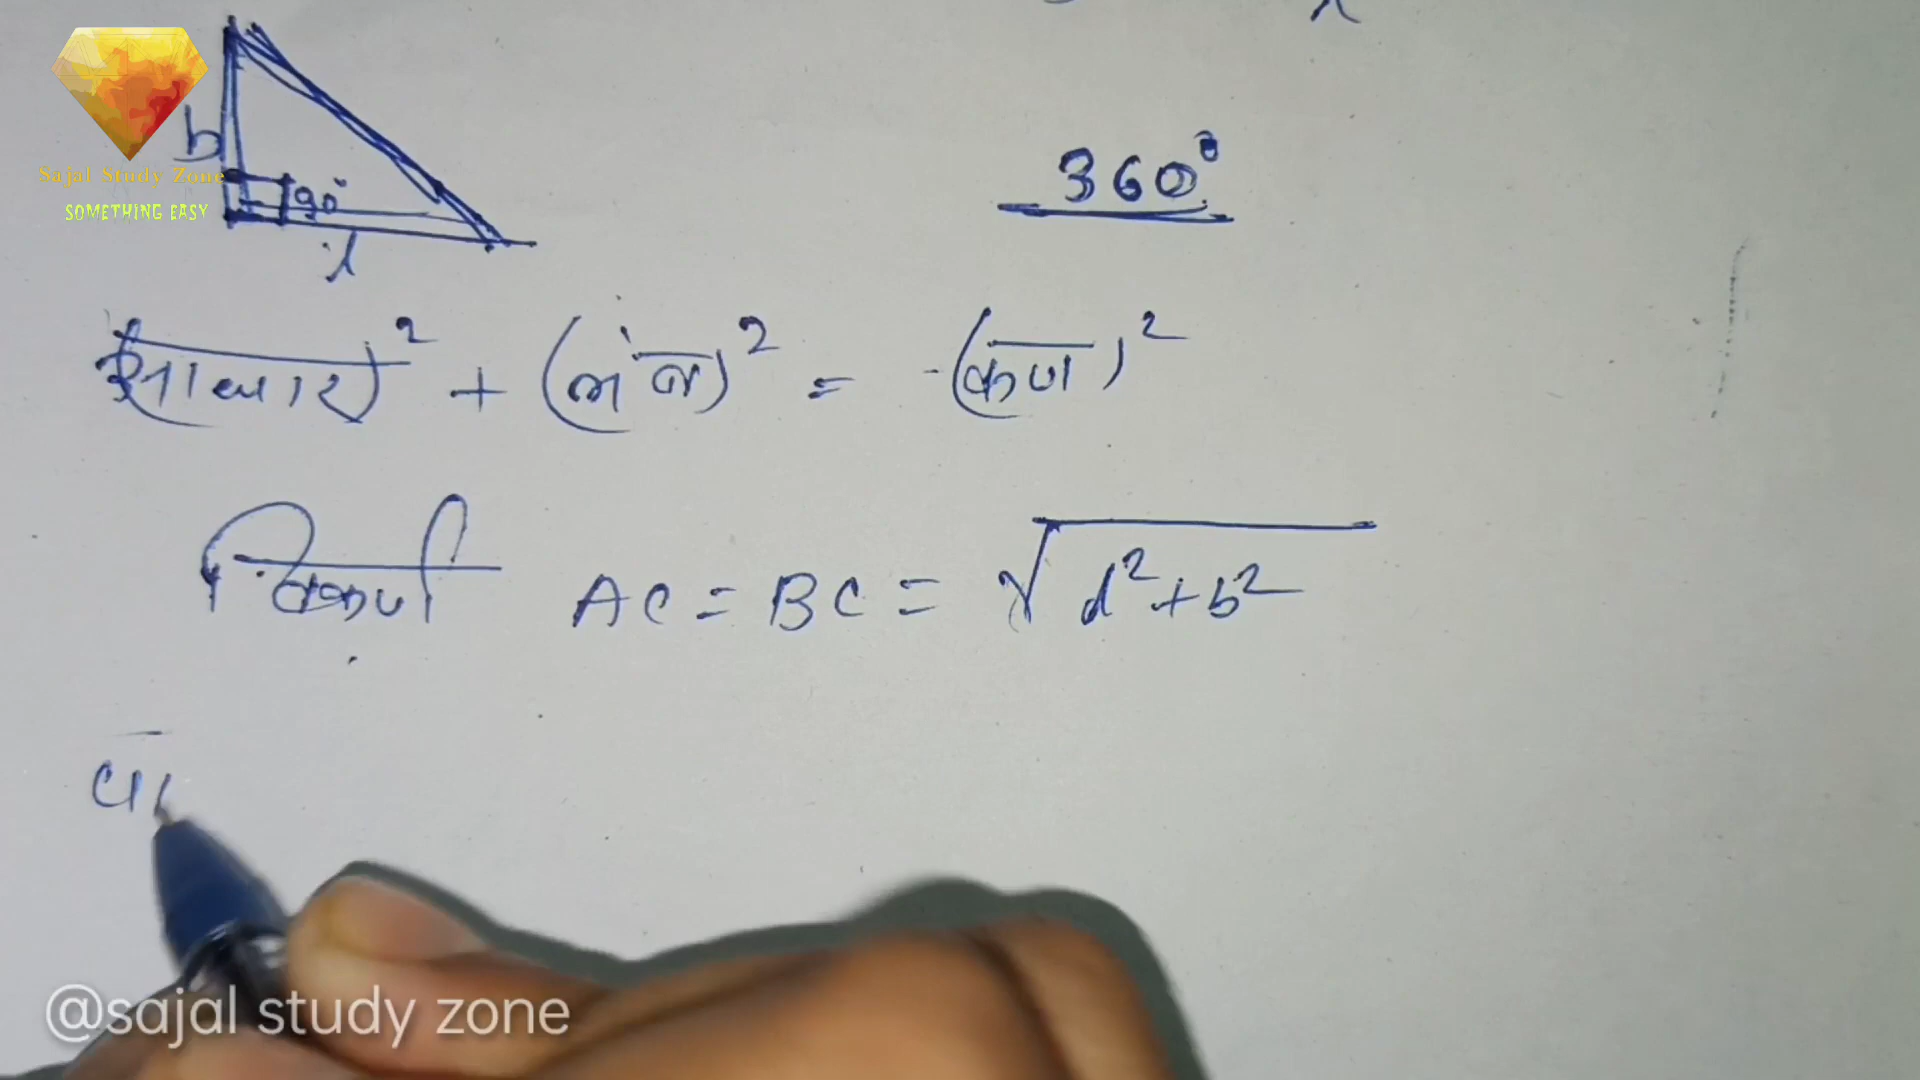 b
Sajal Study Zone
SOMETHING EASY
90°
l
360°
(आधार)² + (लंब)² = (कर्ण)²
विकर्ण AC = BC = √l²+b²
@sajal study zone